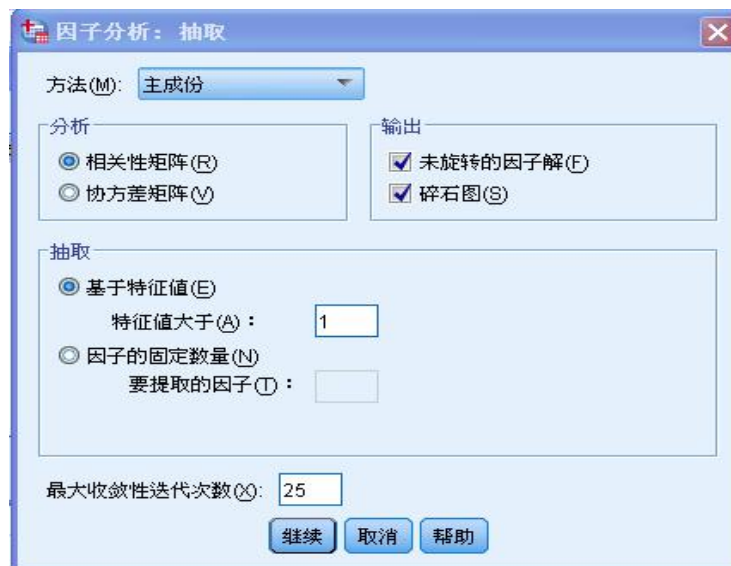 因子分析：抽取
方法(M): 主成份
分析
相关性矩阵(R)
协方差矩阵(V)
输出
未旋转的因子解(F)
碎石图(S)
抽取
基于特征值(E)
特征值大于(A)： 1
因子的固定数量(N)
要提取的因子(T)：
最大收敛性迭代次数(X): 25
继续 取消 帮助